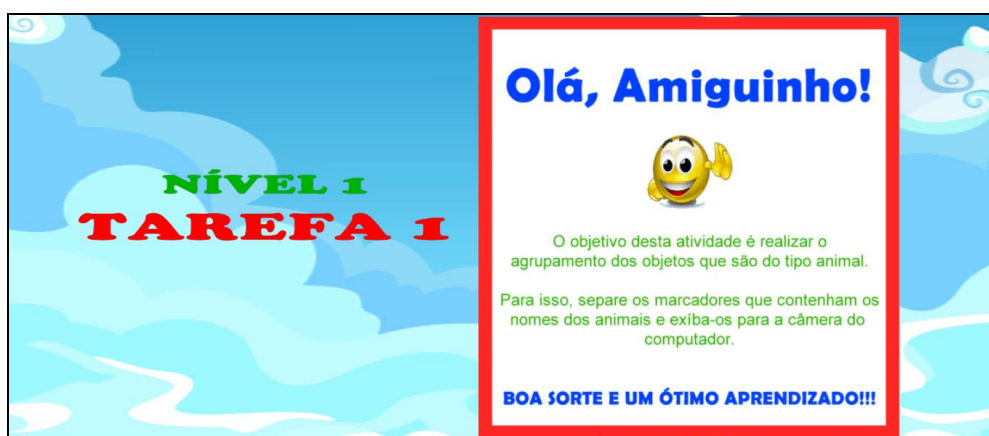 NÍVEL 1
TAREFA 1
Olá, Amiguinho!
O objetivo desta atividade é realizar o
agrupamento dos objetos que são do tipo animal.
Para isso, separe os marcadores que contenham os
nomes dos animais e exíba-os para a câmera do
computador.
BOA SORTE E UM ÓTIMO APRENDIZADO!!!